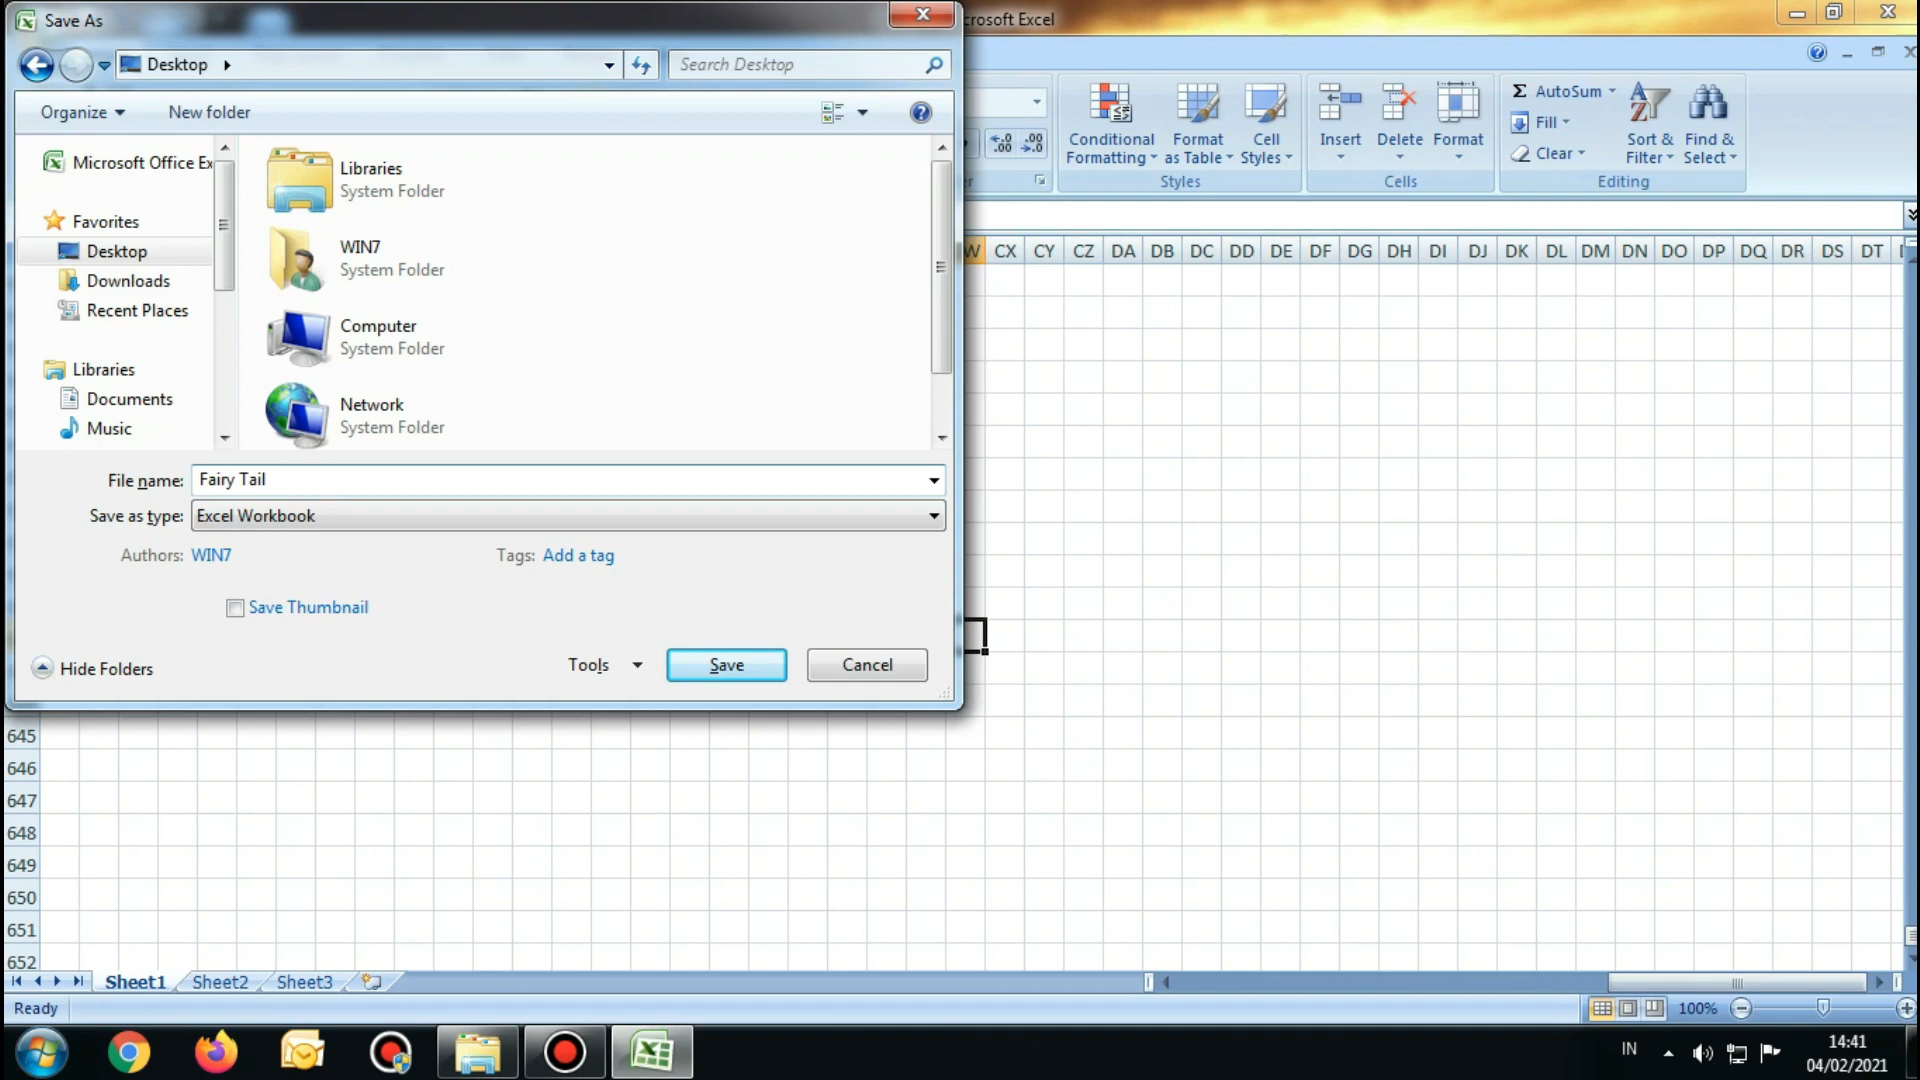 Save As
crosoft Excel
Desktop
Search Desktop
Organize
New folder
Microsoft Office Ex
Favorites
Desktop
Downloads
Recent Places
Libraries
Documents
Music
Libraries
System Folder
WIN7
System Folder
Computer
System Folder
Network
System Folder
File name: Fairy Tail
Save as type: Excel Workbook
Authors: WIN7
Tags: Add a tag
Save Thumbnail
Hide Folders
Tools
Save
Cancel
Conditional Formatting
Format as Table
Cell Styles
Styles
Insert
Delete
Format
Cells
Σ AutoSum
Fill
Clear
Sort & Filter
Find & Select
Editing
W CX CY CZ DA DB DC DD DE DF DG DH DI DJ DK DL DM DN DO DP DQ DR DS DT
645
646
647
648
649
650
651
652
Sheet1 Sheet2 Sheet3
Ready
100%
IN
14:41
04/02/2021